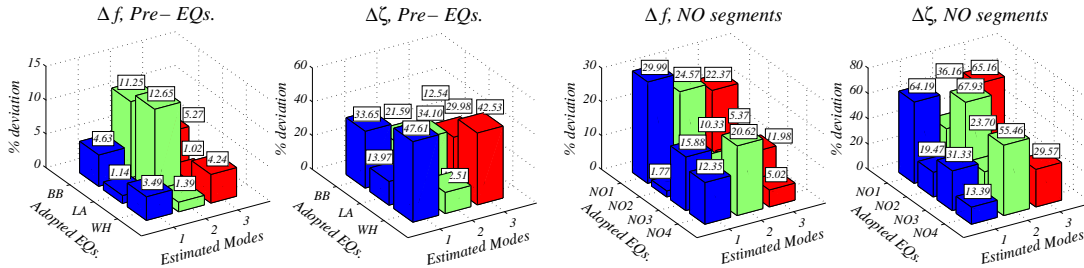 Δ f, Pre− EQs.
% deviation
15
10
5
0
11.25
12.65
5.27
4.63
1.14
1.02
3.49
1.39
4.24
BB
LA
WH
Adopted EQs.
1
2
3
Estimated Modes
Δζ, Pre− EQs.
% deviation
60
40
20
0
33.65
21.59
12.54
34.10
29.98
42.53
13.97
47.61
2.51
BB
LA
WH
Adopted EQs.
1
2
3
Estimated Modes
Δ f, NO segments
% deviation
30
20
10
0
29.99
24.57
22.37
10.33
5.37
1.77
15.88
20.62
11.98
12.35
5.02
NO1
NO2
NO3
NO4
Adopted EQs.
1
2
3
Estimated Modes
Δζ, NO segments
% deviation
80
60
40
20
0
64.19
36.16
65.16
67.93
23.70
19.47
31.33
55.46
29.57
13.39
NO1
NO2
NO3
NO4
Adopted EQs.
1
2
3
Estimated Modes